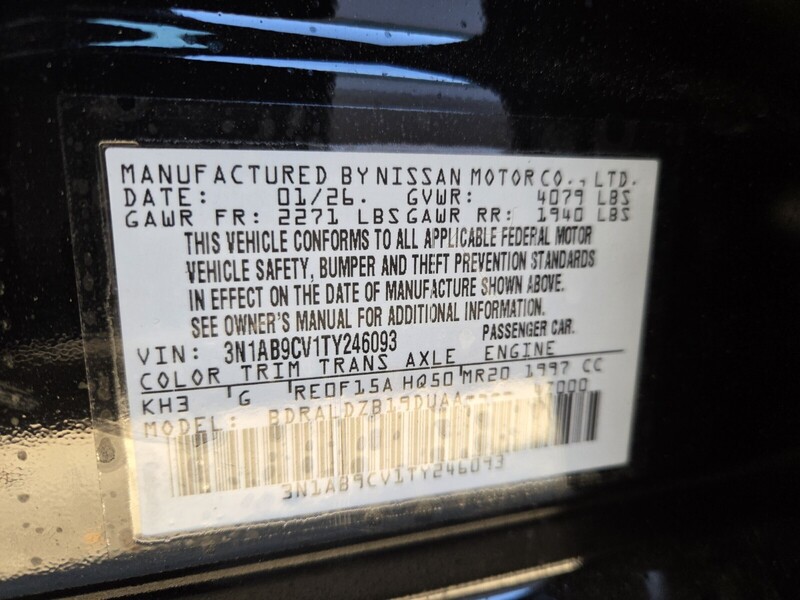 MANUFACTURED BY NISSAN MOTOR CO., LTD.
DATE: 01/26. GVWR: 4079 LBS
GAWR FR: 2271 LBS GAWR RR: 1940 LBS
THIS VEHICLE CONFORMS TO ALL APPLICABLE FEDERAL MOTOR
VEHICLE SAFETY, BUMPER AND THEFT PREVENTION STANDARDS
IN EFFECT ON THE DATE OF MANUFACTURE SHOWN ABOVE.
SEE OWNER'S MANUAL FOR ADDITIONAL INFORMATION.
VIN: 3N1AB9CV1TY246093 PASSENGER CAR.
COLOR TRIM TRANS AXLE ENGINE
KH3 G RE0F15A HQ50 MR20 1997 CC
MODEL:
3N1AB9CV1TY246093